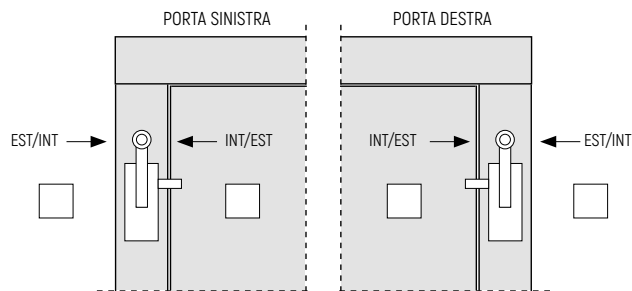 PORTA SINISTRA
PORTA DESTRA
EST/INT
INT/EST
INT/EST
EST/INT